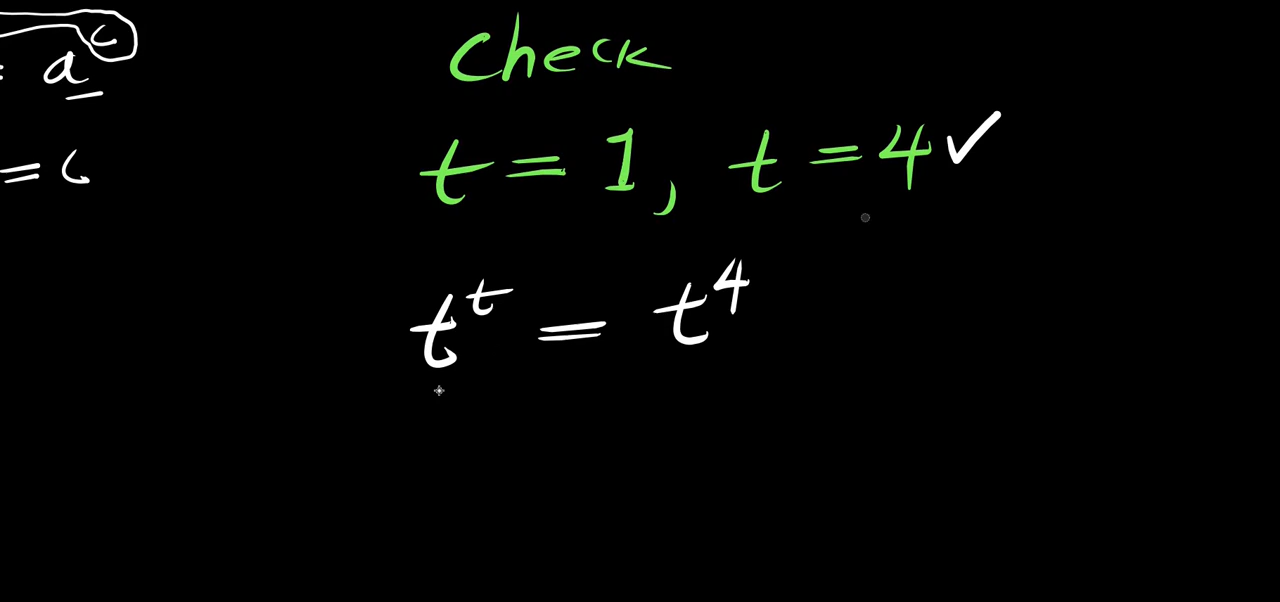 = a^c
= c
Check
t = 1, t = 4 ✓
t^t = t^4